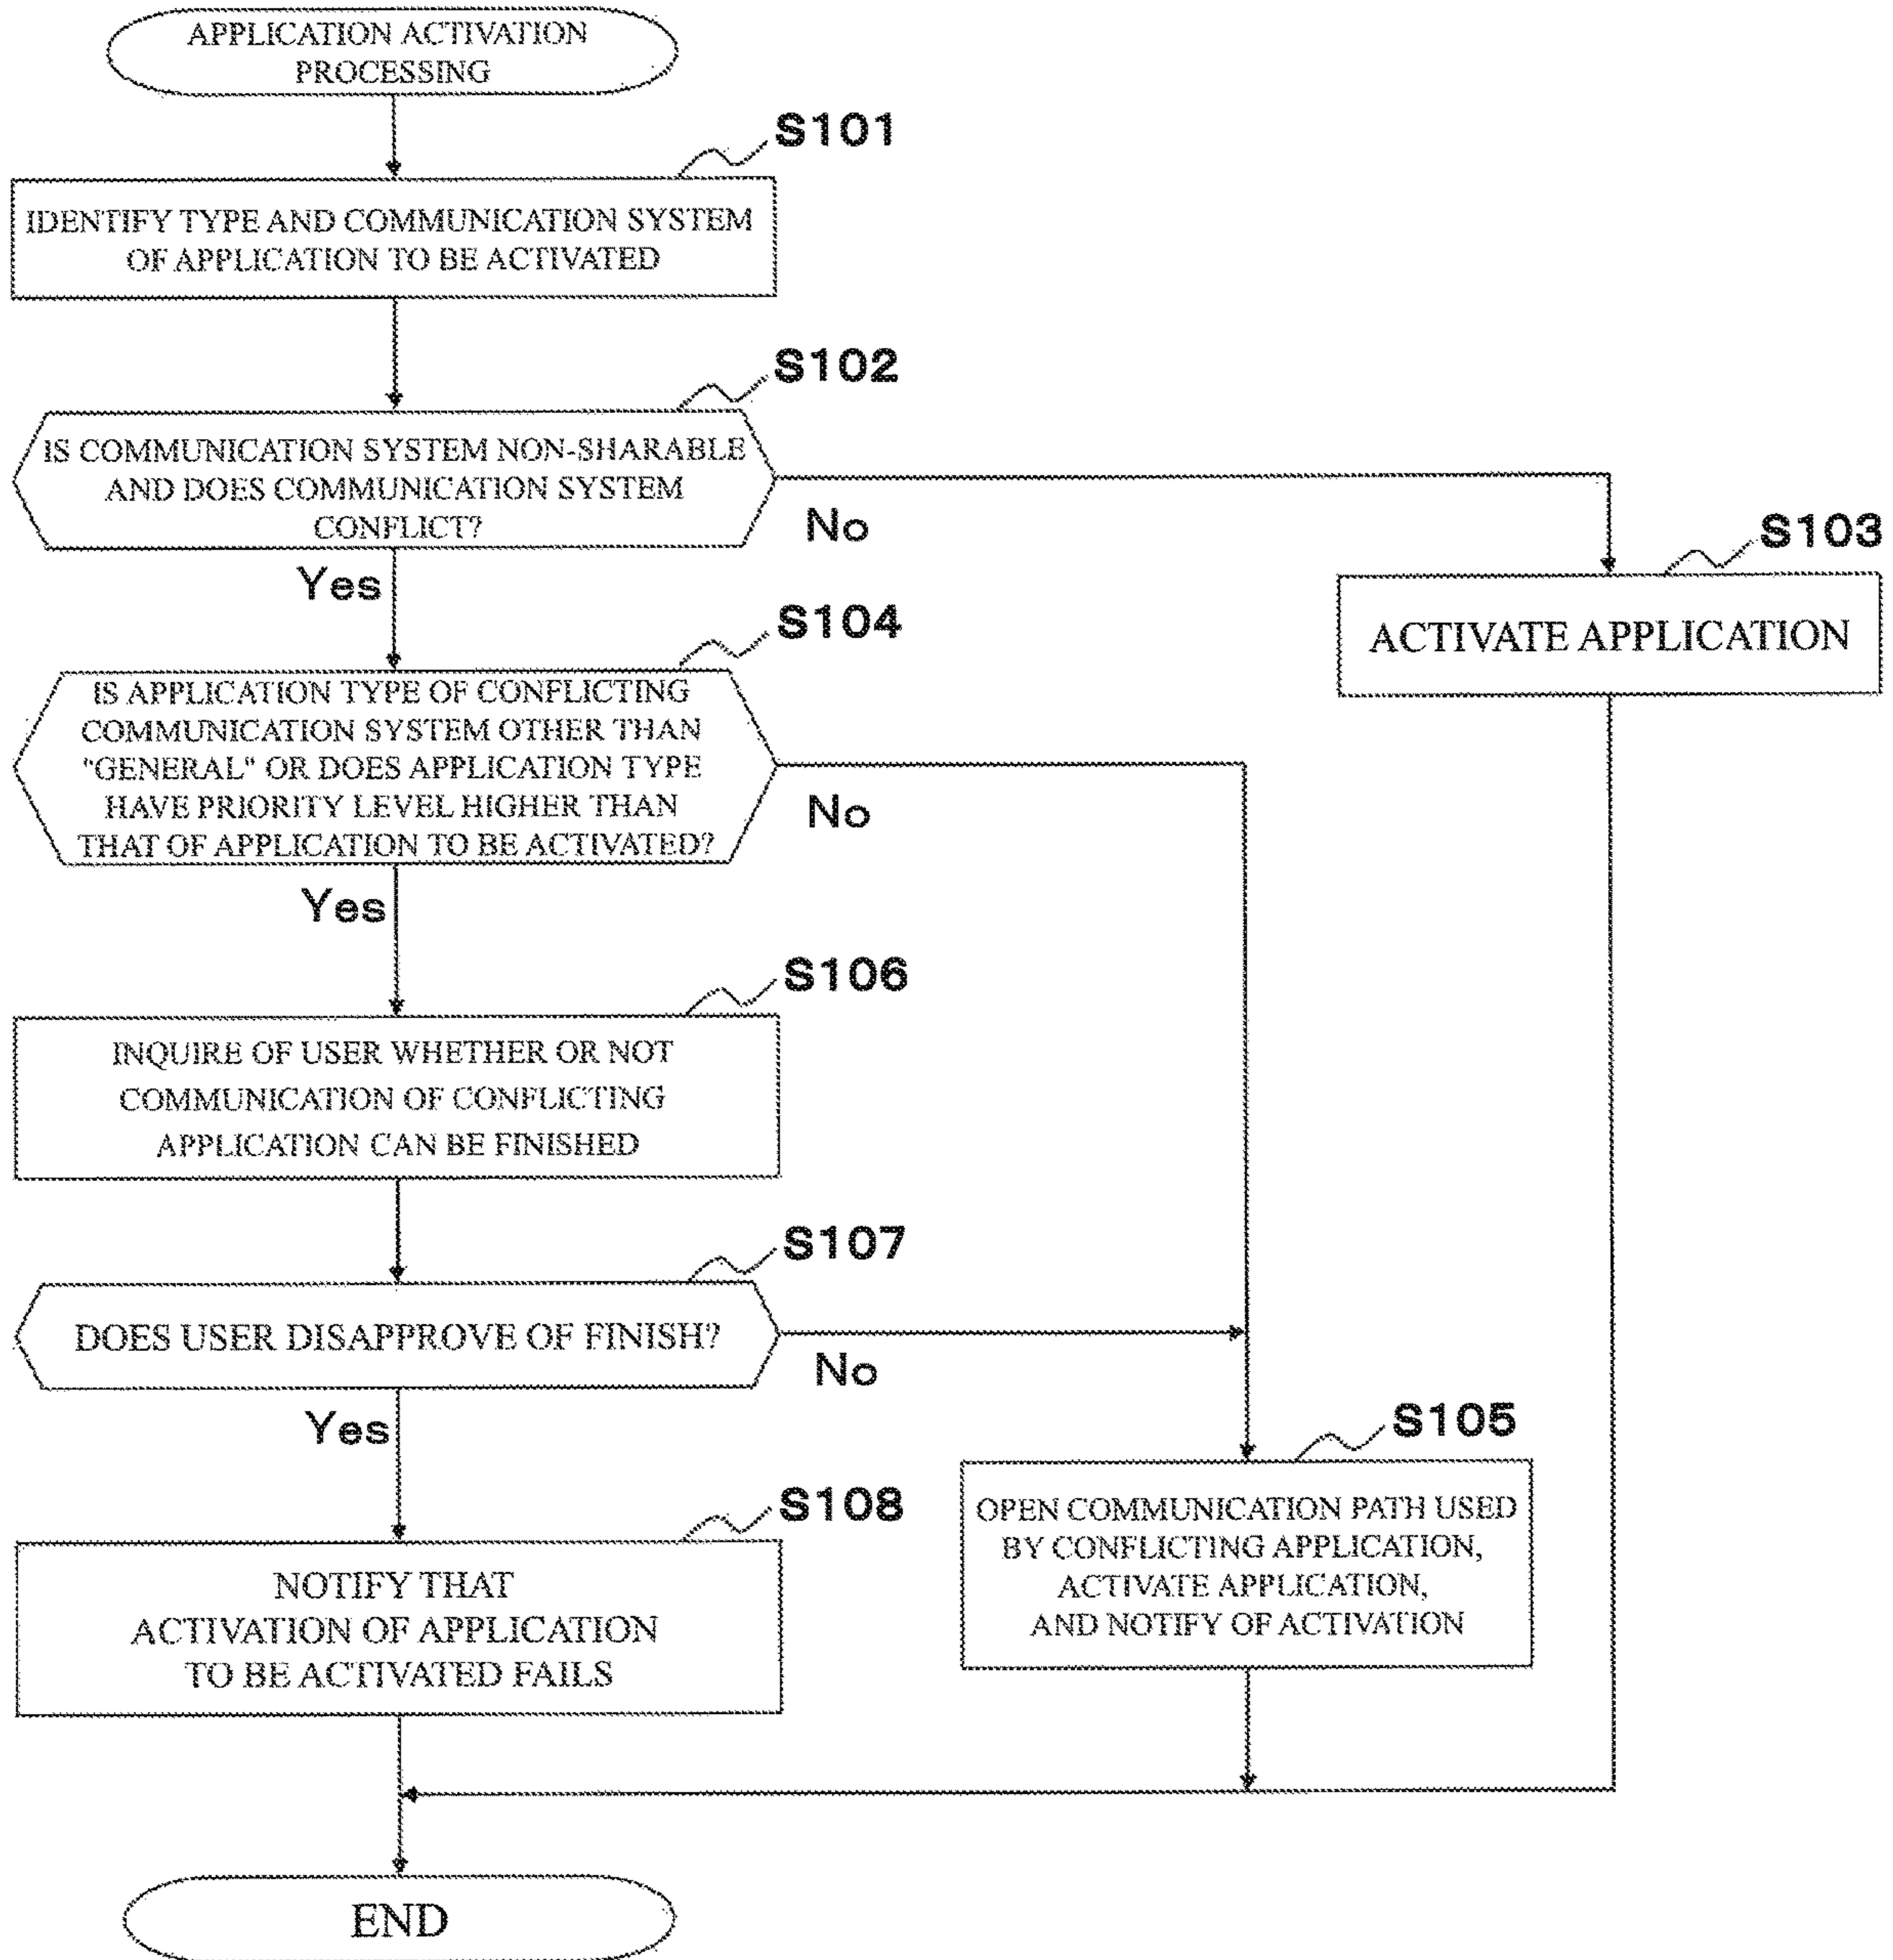 APPLICATION ACTIVATION
PROCESSING
S101
IDENTIFY TYPE AND COMMUNICATION SYSTEM
OF APPLICATION TO BE ACTIVATED
S102
IS COMMUNICATION SYSTEM NON-SHARABLE
AND DOES COMMUNICATION SYSTEM
CONFLICT?
No
Yes
S103
ACTIVATE APPLICATION
S104
IS APPLICATION TYPE OF CONFLICTING
COMMUNICATION SYSTEM OTHER THAN
"GENERAL" OR DOES APPLICATION TYPE
HAVE PRIORITY LEVEL HIGHER THAN
THAT OF APPLICATION TO BE ACTIVATED?
No
Yes
S106
INQUIRE OF USER WHETHER OR NOT
COMMUNICATION OF CONFLICTING
APPLICATION CAN BE FINISHED
S107
DOES USER DISAPPROVE OF FINISH?
No
Yes
S105
OPEN COMMUNICATION PATH USED
BY CONFLICTING APPLICATION,
ACTIVATE APPLICATION,
AND NOTIFY OF ACTIVATION
S108
NOTIFY THAT
ACTIVATION OF APPLICATION
TO BE ACTIVATED FAILS
END